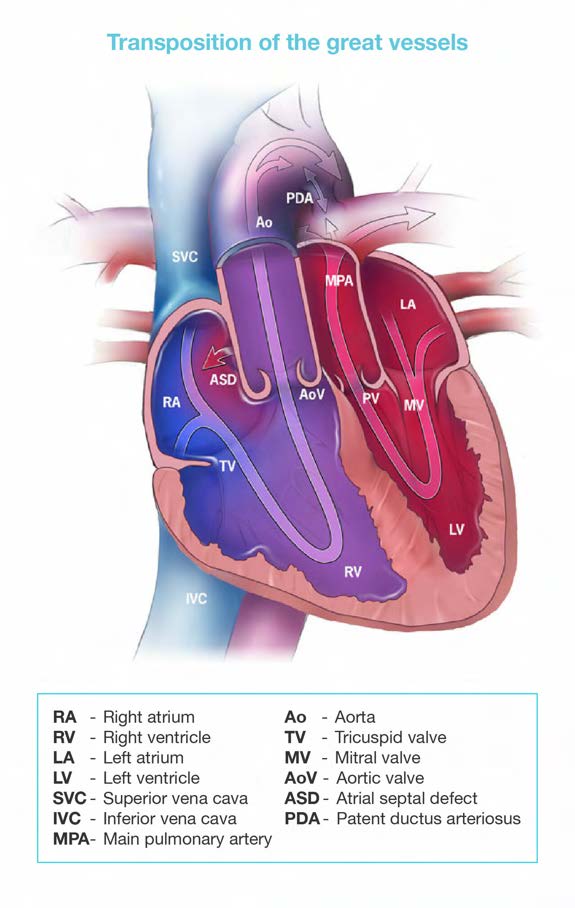 Transposition of the great vessels
PDA
Ao
SVC
MPA
LA
ASD
RA
AoV
PV
MV
TV
LV
RV
IVC
RA - Right atrium
RV - Right ventricle
LA - Left atrium
LV - Left ventricle
SVC - Superior vena cava
IVC - Inferior vena cava
MPA- Main pulmonary artery
Ao - Aorta
TV - Tricuspid valve
MV - Mitral valve
AoV - Aortic valve
ASD - Atrial septal defect
PDA - Patent ductus arteriosus